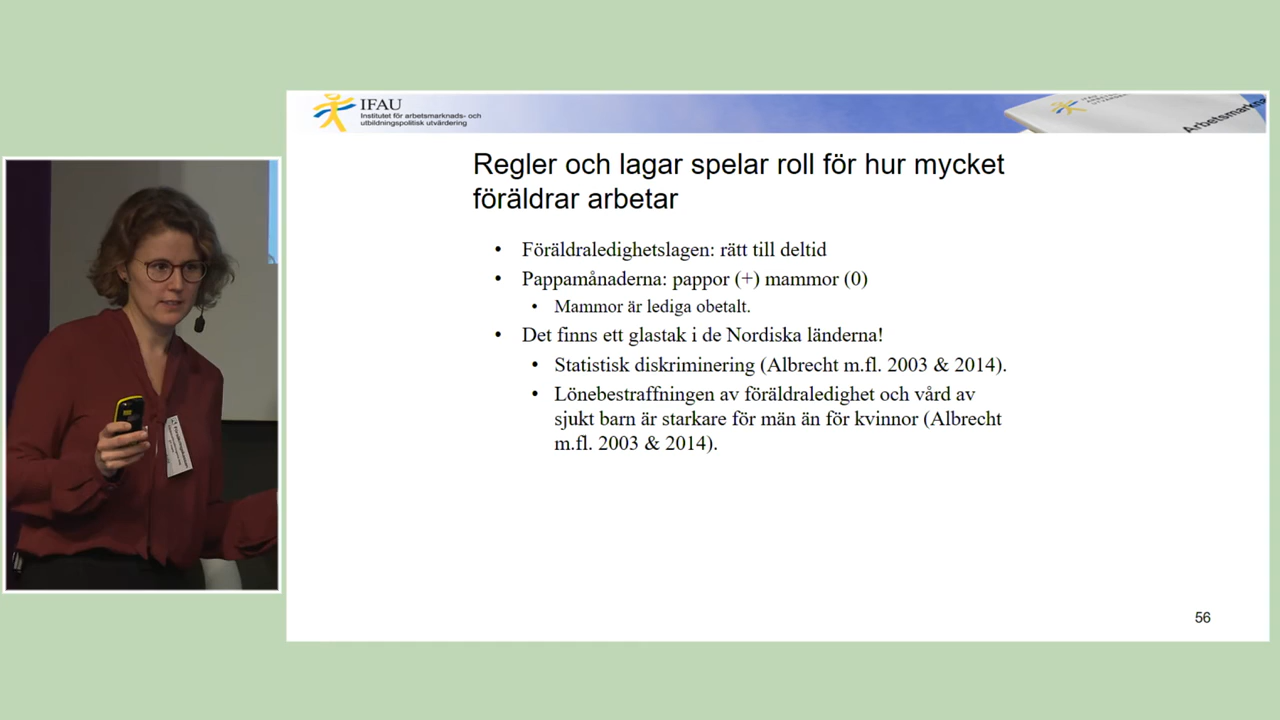 IFAU
Institutet för arbetsmarknads- och
utbildningspolitisk utvärdering
Arbetsmarkna
Regler och lagar spelar roll för hur mycket
föräldrar arbetar
• Föräldraledighetslagen: rätt till deltid
• Pappamånaderna: pappor (+) mammor (0)
• Mammor är lediga obetalt.
• Det finns ett glastak i de Nordiska länderna!
• Statistisk diskriminering (Albrecht m.fl. 2003 & 2014).
• Lönebestraffningen av föräldraledighet och vård av
sjukt barn är starkare för män än för kvinnor (Albrecht
m.fl. 2003 & 2014).
56